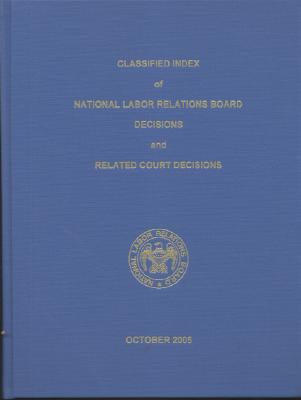 CLASSIFIED INDEX
of
NATIONAL LABOR RELATIONS BOARD
DECISIONS
and
RELATED COURT DECISIONS
NATIONAL LABOR RELATIONS BOARD
OCTOBER 2005